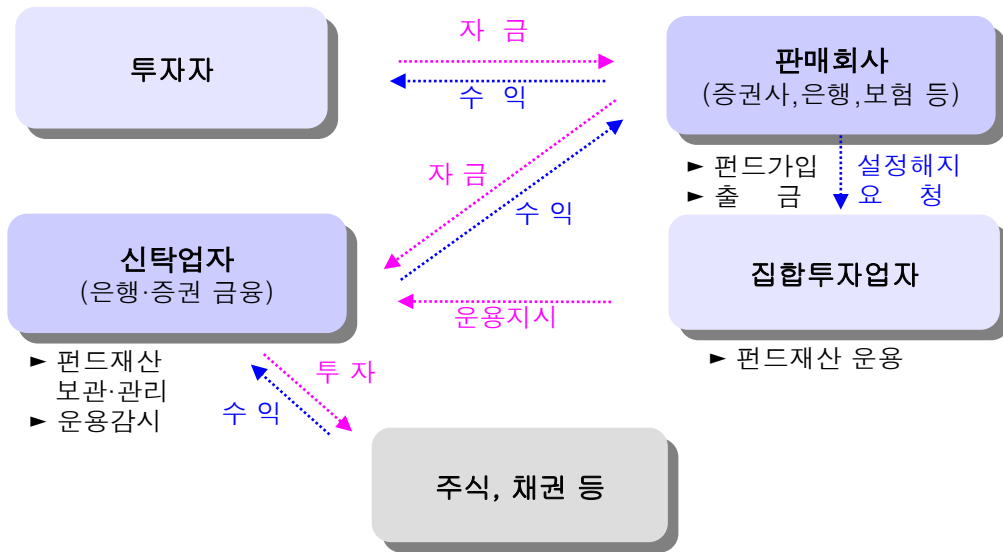 투자자
자 금
수 익
판매회사
(증권사,은행,보험 등)
► 펀드가입
► 출 금
설정해지
요 청
자 금
수 익
신탁업자
(은행·증권 금융)
집합투자업자
운용지시
► 펀드재산
보관·관리
► 운용감시
► 펀드재산 운용
투 자
수 익
주식, 채권 등